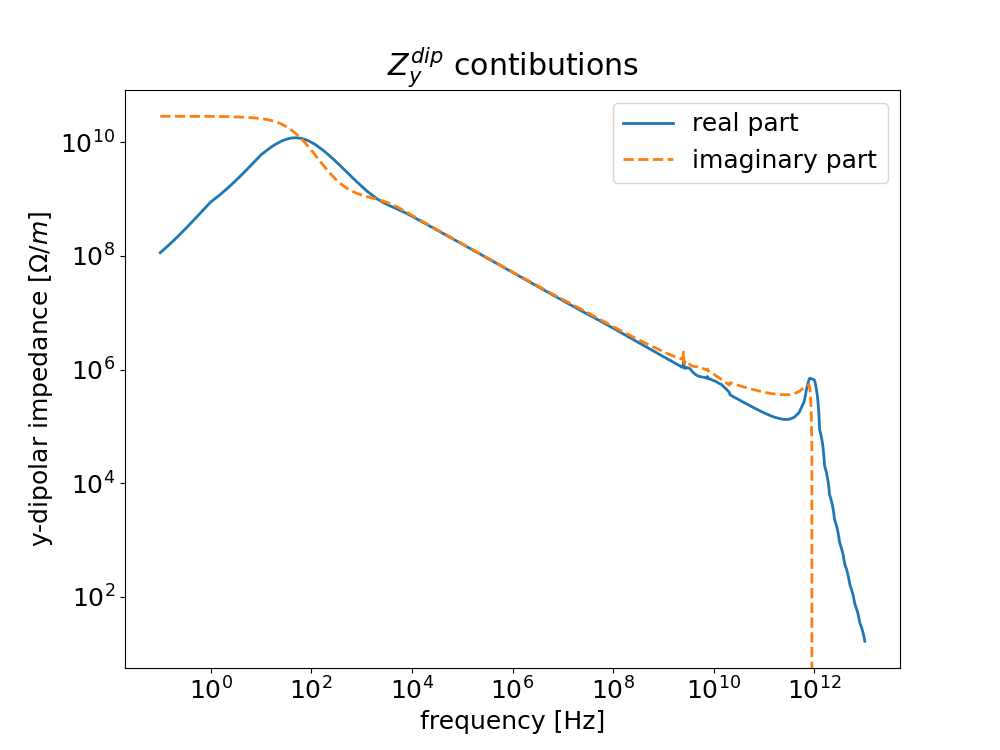 $Z_y^{dip}$ contibutions
real part
imaginary part
y-dipolar impedance [$\Omega/m$]
$10^{10}$
$10^8$
$10^6$
$10^4$
$10^2$
$10^0$ $10^2$ $10^4$ $10^6$ $10^8$ $10^{10}$ $10^{12}$
frequency [Hz]